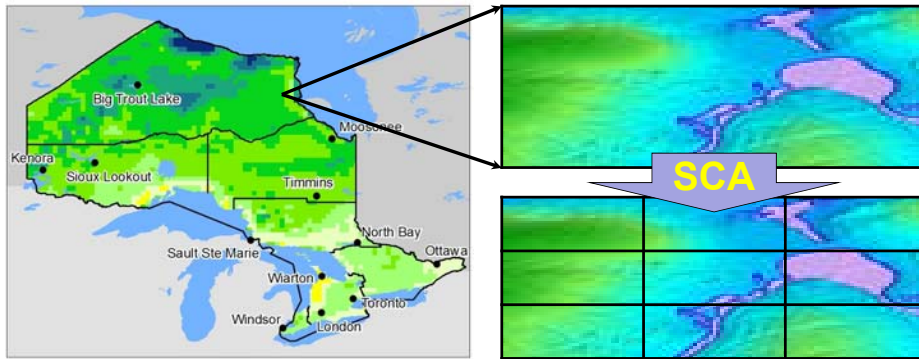 Big Trout Lake
Moosonee
Kenora
Sioux Lookout
Timmins
North Bay
Sault Ste Marie
Ottawa
Wiarton
Toronto
Windsor
London
SCA